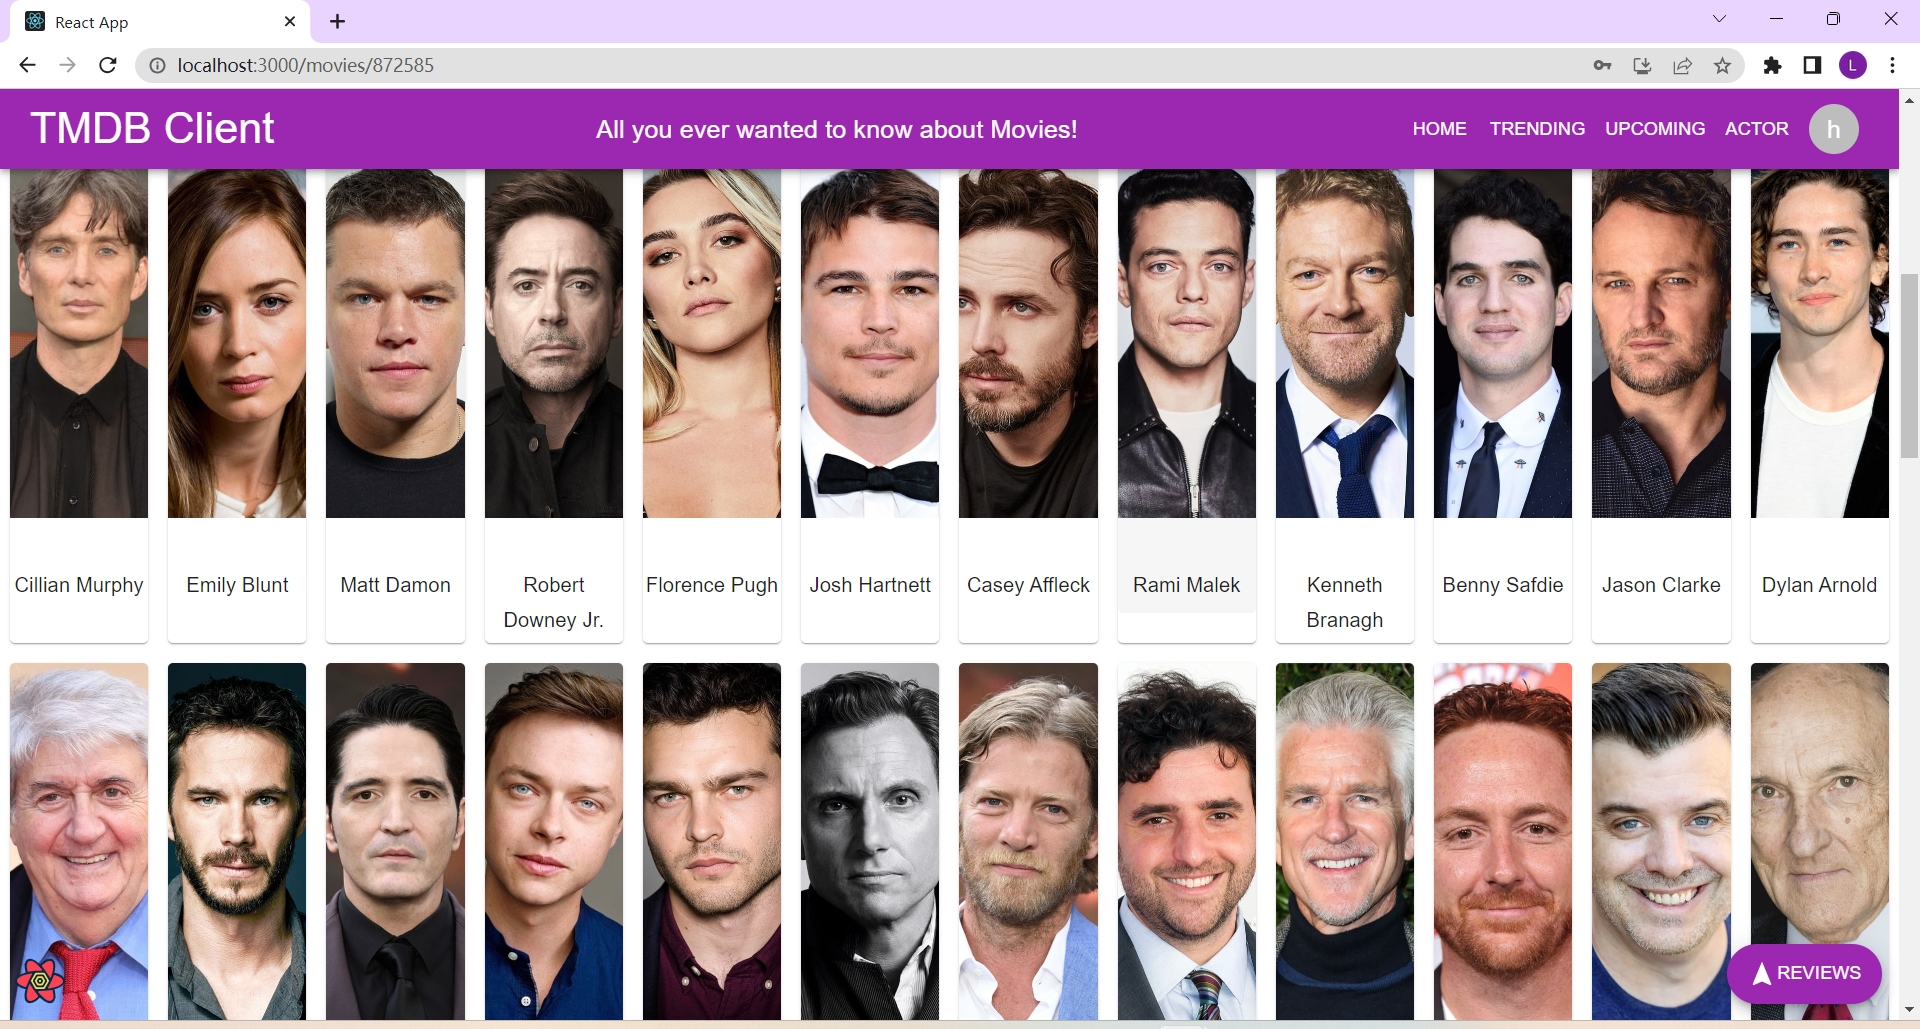 React App
localhost:3000/movies/872585
L
TMDB Client
All you ever wanted to know about Movies!
HOME TRENDING UPCOMING ACTOR h
Cillian Murphy
Emily Blunt
Matt Damon
Robert
Downey Jr.
Florence Pugh
Josh Hartnett
Casey Affleck
Rami Malek
Kenneth
Branagh
Benny Safdie
Jason Clarke
Dylan Arnold
REVIEWS